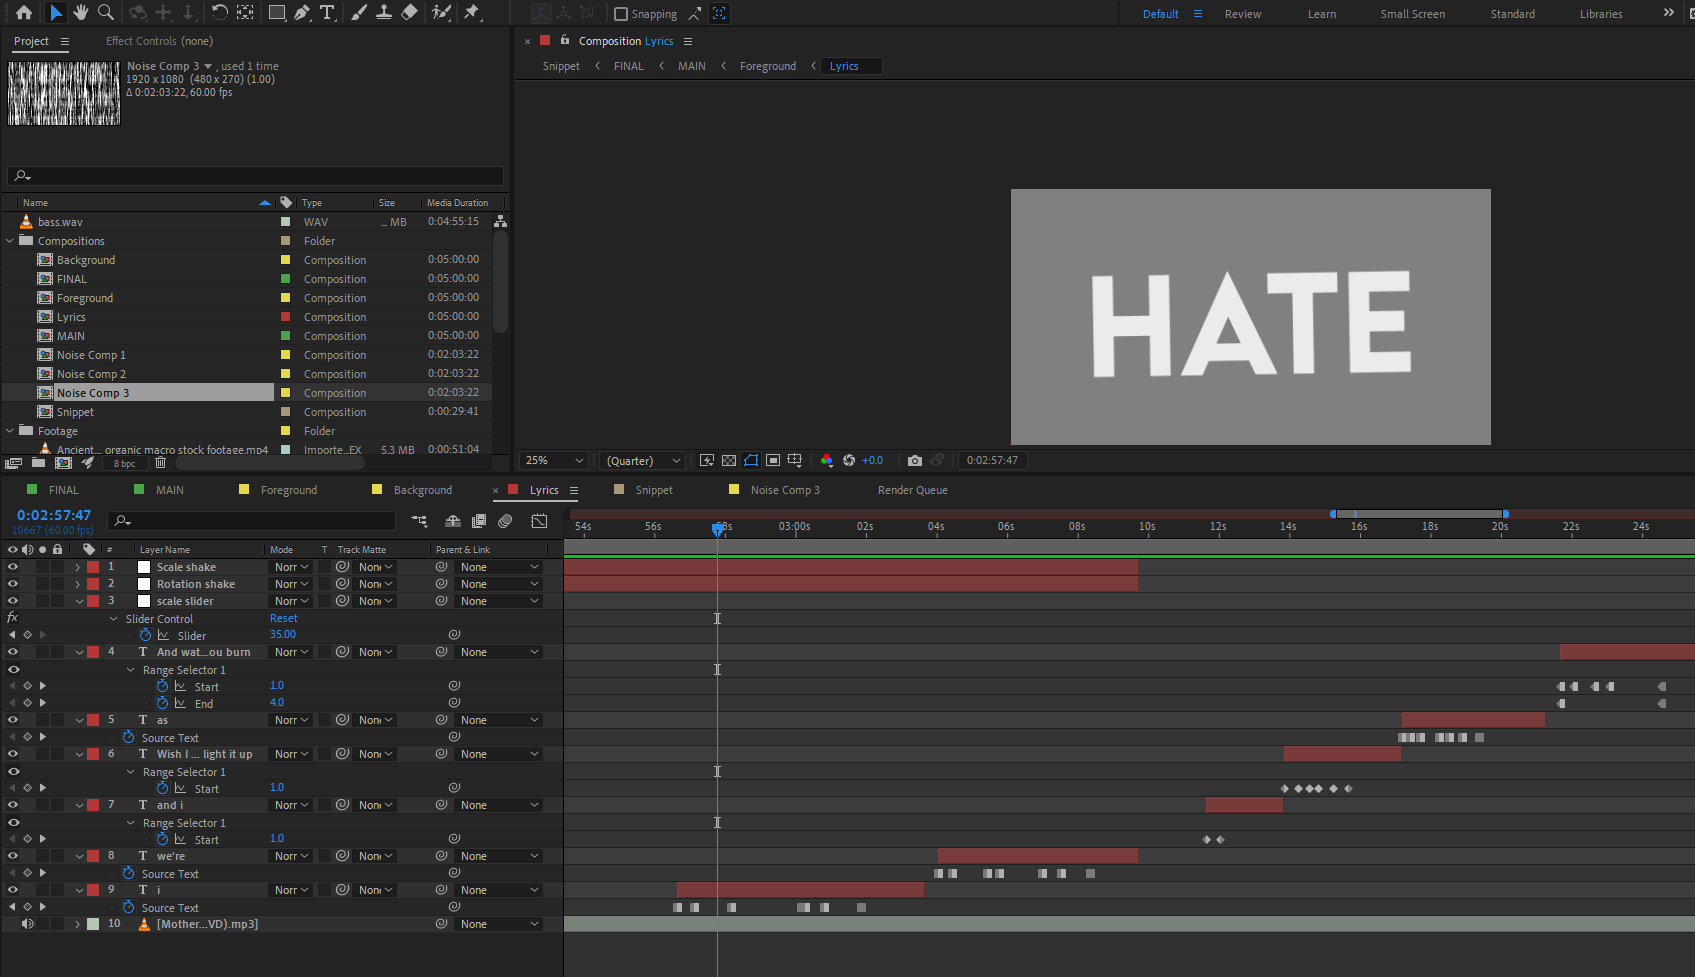 Snapping
Default
Review
Learn
Small Screen
Standard
Libraries
Project
Effect Controls (none)
Noise Comp 3 , used 1 time
1920 x 1080 (480 x 270) (1.00)
Δ 0:02:03:22, 60.00 fps
Composition Lyrics
Snippet FINAL MAIN Foreground Lyrics
Name Type Size Media Duration
bass.wav WAV ... MB 0:04:55:15
Compositions Folder
Background Composition 0:05:00:00
FINAL Composition 0:05:00:00
Foreground Composition 0:05:00:00
Lyrics Composition 0:05:00:00
MAIN Composition 0:05:00:00
Noise Comp 1 Composition 0:02:03:22
Noise Comp 2 Composition 0:02:03:22
Noise Comp 3 Composition 0:02:03:22
Snippet Composition 0:00:29:41
Footage Folder
Ancient.... organic macro stock footage.mp4 Importe...EX 5.3 MB 0:00:51:04
8 bpc
HATE
25% (Quarter) +0.0 0:02:57:47
FINAL MAIN Foreground Background Lyrics Snippet Noise Comp 3 Render Queue
0:02:57:47
10667 (60.00 fps)
54s 56s 58s 03:00s 02s 04s 06s 08s 10s 12s 14s 16s 18s 20s 22s 24s
# Layer Name Mode T Track Matte Parent & Link
1 Scale shake Norr None None
2 Rotation shake Norr None None
3 scale slider Norr None None
fx Slider Control Reset
Slider 35.00
4 T And wat...ou burn Norr None None
Range Selector 1
Start 1.0
End 4.0
5 T as Norr None None
Source Text
6 T Wish I ... light it up Norr None None
Range Selector 1
Start 1.0
7 T and i Norr None None
Range Selector 1
Start 1.0
8 T we're Norr None None
Source Text
9 T i Norr None None
Source Text
10 [Mother...VD).mp3] None